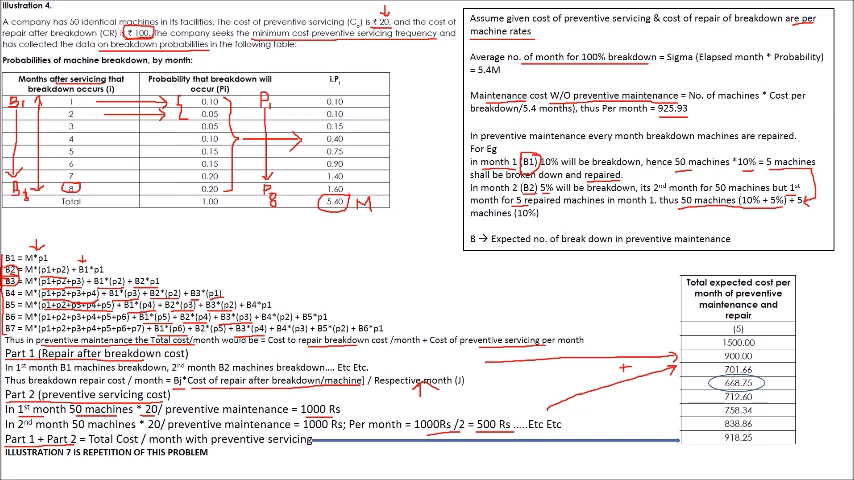 Illustration 4.
A company has 50 identical machines in its facilities. The cost of preventive servicing (Cp) is ₹ 20, and the cost of
repair after breakdown (CR) is ₹ 100. The company seeks the minimum cost preventive servicing frequency and
has collected the data on breakdown probabilities in the following table:
Probabilities of machine breakdown, by month:
Months after servicing that breakdown occurs (i) Probability that breakdown will occur (Pi) i.Pi
1 0.10 0.10
2 0.05 0.10
3 0.05 0.15
4 0.10 0.40
5 0.15 0.75
6 0.15 0.90
7 0.20 1.40
8 0.20 1.60
Total 1.00 5.40 M
B1
B8
P1
P8
Assume given cost of preventive servicing & cost of repair of breakdown are per
machine rates
Average no. of month for 100% breakdown = Sigma (Elapsed month * Probability)
= 5.4M
Maintenance cost W/O preventive maintenance = No. of machines * Cost per
breakdown/5.4 months), thus Per month = 925.93
In preventive maintenance every month breakdown machines are repaired.
For Eg
in month 1 (B1) 10% will be breakdown, hence 50 machines *10% = 5 machines
shall be broken down and repaired.
In month 2 (B2) 5% will be breakdown, its 2nd month for 50 machines but 1st
month for 5 repaired machines in month 1. thus 50 machines (10% + 5%) + 5
machines (10%)
B → Expected no. of break down in preventive maintenance
B1 = M*p1
B2 = M*(p1+p2) + B1*p1
B3 = M*(p1+p2+p3) + B1*(p2) + B2*p1
B4 = M*(p1+p2+p3+p4) + B1*(p3) + B2*(p2) + B3*(p1)
B5 = M*(p1+p2+p3+p4+p5) + B1*(p4) + B2*(p3) + B3*(p2) + B4*p1
B6 = M*(p1+p2+p3+p4+p5+p6) + B1*(p5) + B2*(p4) + B3*(p3) + B4*(p2) + B5*p1
B7 = M*(p1+p2+p3+p4+p5+p6+p7) + B1*(p6) + B2*(p5) + B3*(p4) + B4*(p3) + B5*(p2) + B6*p1
Thus in preventive maintenance the Total cost/month would be = Cost to repair breakdown cost /month + Cost of preventive servicing per month
Part 1 (Repair after breakdown cost)
In 1st month B1 machines breakdown, 2nd month B2 machines breakdown.... Etc Etc.
Thus breakdown repair cost / month = Bj*Cost of repair after breakdown/machine] / Respective month (J)
Part 2 (preventive servicing cost)
In 1st month 50 machines * 20/ preventive maintenance = 1000 Rs
In 2nd month 50 machines * 20/ preventive maintenance = 1000 Rs; Per month = 1000Rs /2 = 500 Rs .....Etc Etc
Part 1 + Part 2 = Total Cost / month with preventive servicing
ILLUSTRATION 7 IS REPETITION OF THIS PROBLEM
+
Total expected cost per
month of preventive
maintenance and
repair
(5)
1500.00
900.00
701.66
668.75
712.60
758.34
838.86
918.25